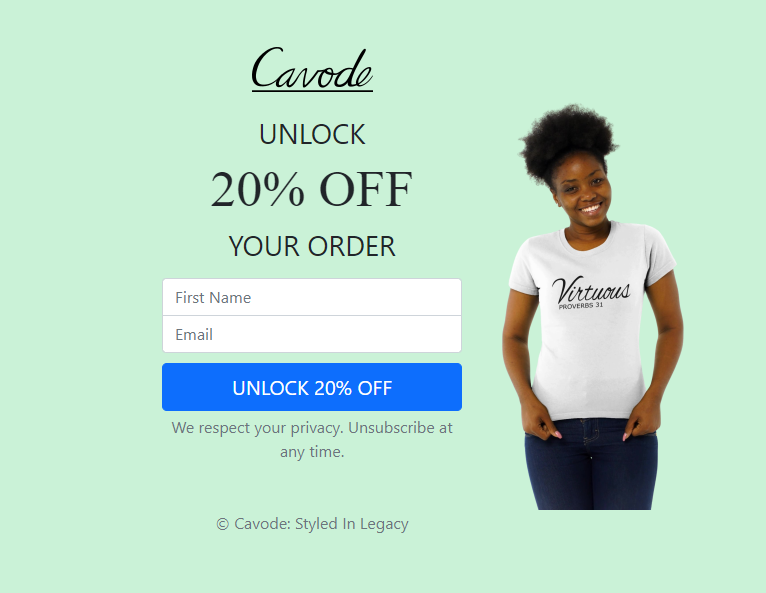 Cavode
UNLOCK
20% OFF
YOUR ORDER
First Name
Email
UNLOCK 20% OFF
We respect your privacy. Unsubscribe at
any time.
© Cavode: Styled In Legacy
Virtuous
PROVERBS 31